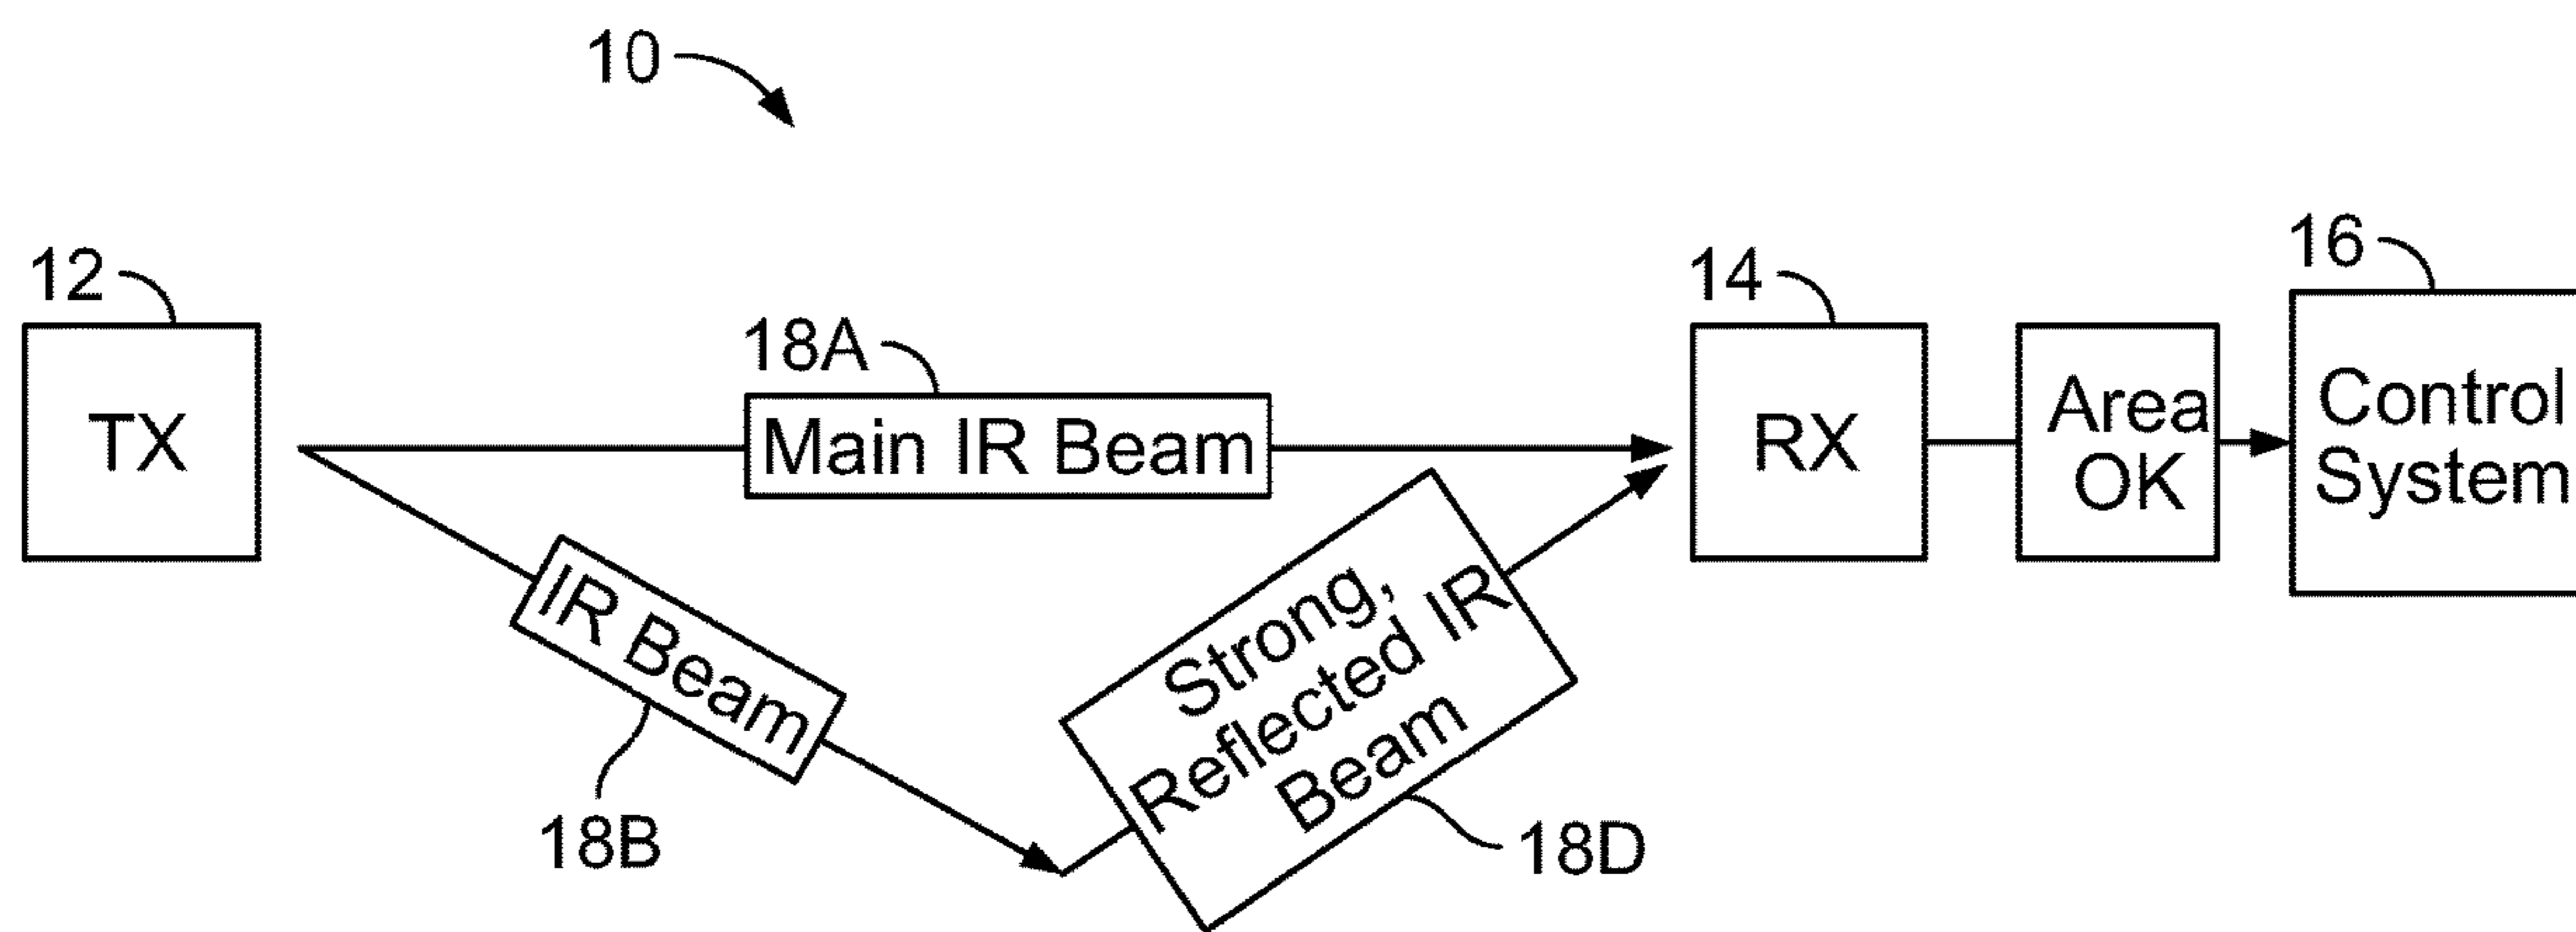 10
12
TX
18A
Main IR Beam
14
RX
Area
OK
16
Control
System
IR Beam
18B
Strong,
Reflected IR
Beam
18D